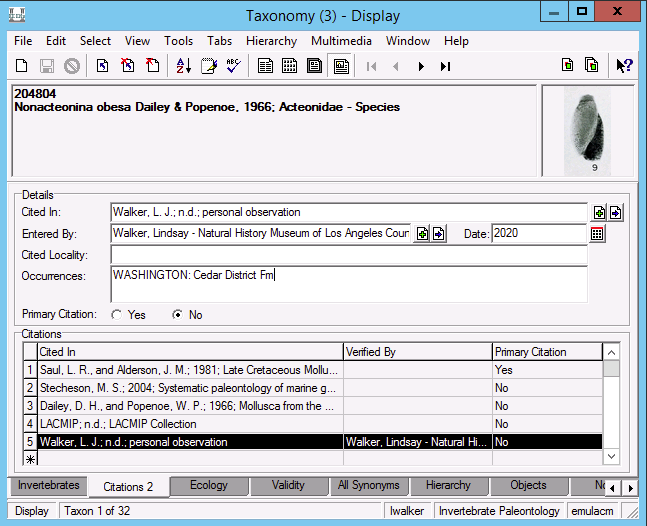 Taxonomy (3) - Display
File Edit Select View Tools Tabs Hierarchy Multimedia Window Help
204804
Nonacteonina obesa Dailey & Popenoe, 1966; Acteonidae - Species
9
Details
Cited In: Walker, L. J.; n.d.; personal observation
Entered By: Walker, Lindsay - Natural History Museum of Los Angeles Coun Date: 2020
Cited Locality:
Occurrences: WASHINGTON: Cedar District Fm
Primary Citation: Yes No
Citations
Cited In Verified By Primary Citation
1 Saul, L. R., and Alderson, J. M.; 1981; Late Cretaceous Mollu... Yes
2 Stecheson, M. S.; 2004; Systematic paleontology of marine g... No
3 Dailey, D. H., and Popenoe, W. P.; 1966; Mollusca from the ... No
4 LACMIP; n.d.; LACMIP Collection No
5 Walker, L. J.; n.d.; personal observation Walker, Lindsay - Natural Hi... No
Invertebrates Citations 2 Ecology Validity All Synonyms Hierarchy Objects
Display Taxon 1 of 32 lwalker Invertebrate Paleontology emulacm